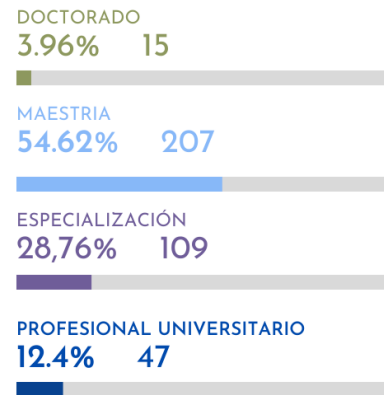 DOCTORADO
3.96% 15
MAESTRIA
54.62% 207
ESPECIALIZACIÓN
28,76% 109
PROFESIONAL UNIVERSITARIO
12.4% 47